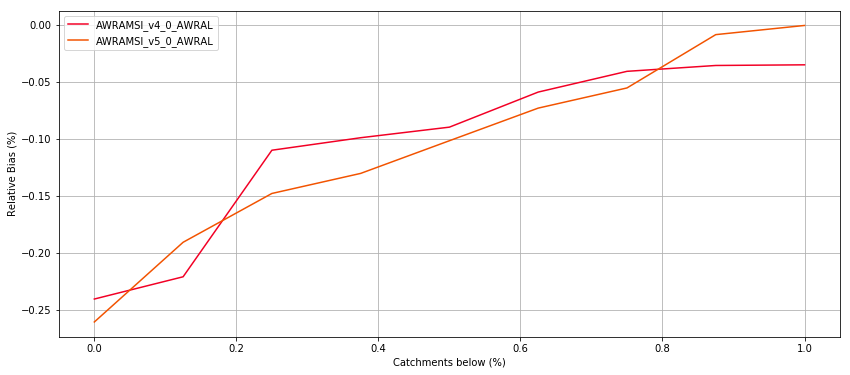 AWRAMSI_v4_0_AWRAL
AWRAMSI_v5_0_AWRAL
0.00
−0.05
−0.10
−0.15
−0.20
−0.25
Relative Bias (%)
0.0 0.2 0.4 0.6 0.8 1.0
Catchments below (%)